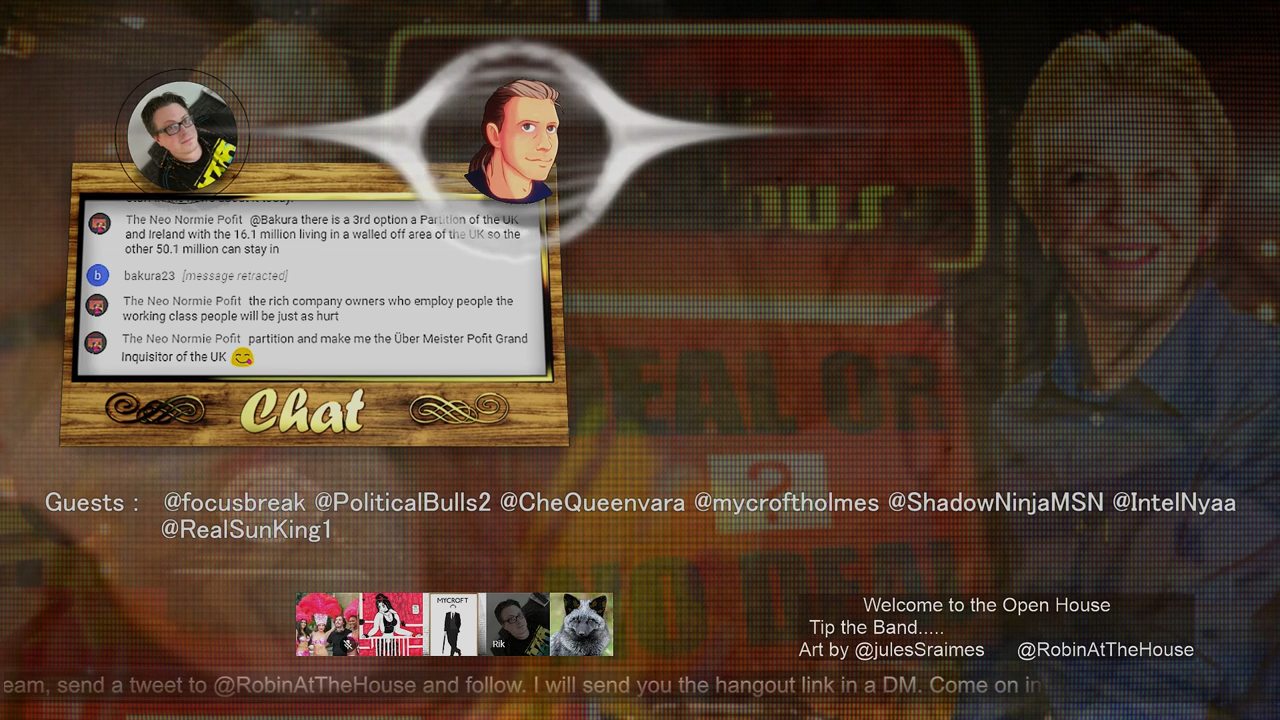 The Neo Normie Pofit @Bakura there is a 3rd option a Partition of the UK
and Ireland with the 16.1 million living in a walled off area of the UK so the
other 50.1 million can stay in
b bakura23 [message retracted]
The Neo Normie Pofit the rich company owners who employ people the
working class people will be just as hurt
The Neo Normie Pofit partition and make me the Über Meister Pofit Grand
Inquisitor of the UK
Chat
DEAL OR
?
NO DEAL
Guests : @focusbreak @PoliticalBulls2 @CheQueenvara @mycroftholmes @ShadowNinjaMSN @IntelNyaa
@RealSunKing1
MYCROFT
Rik
Welcome to the Open House
Tip the Band.....
Art by @julesSraimes @RobinAtTheHouse
eam, send a tweet to @RobinAtTheHouse and follow. I will send you the hangout link in a DM. Come on in